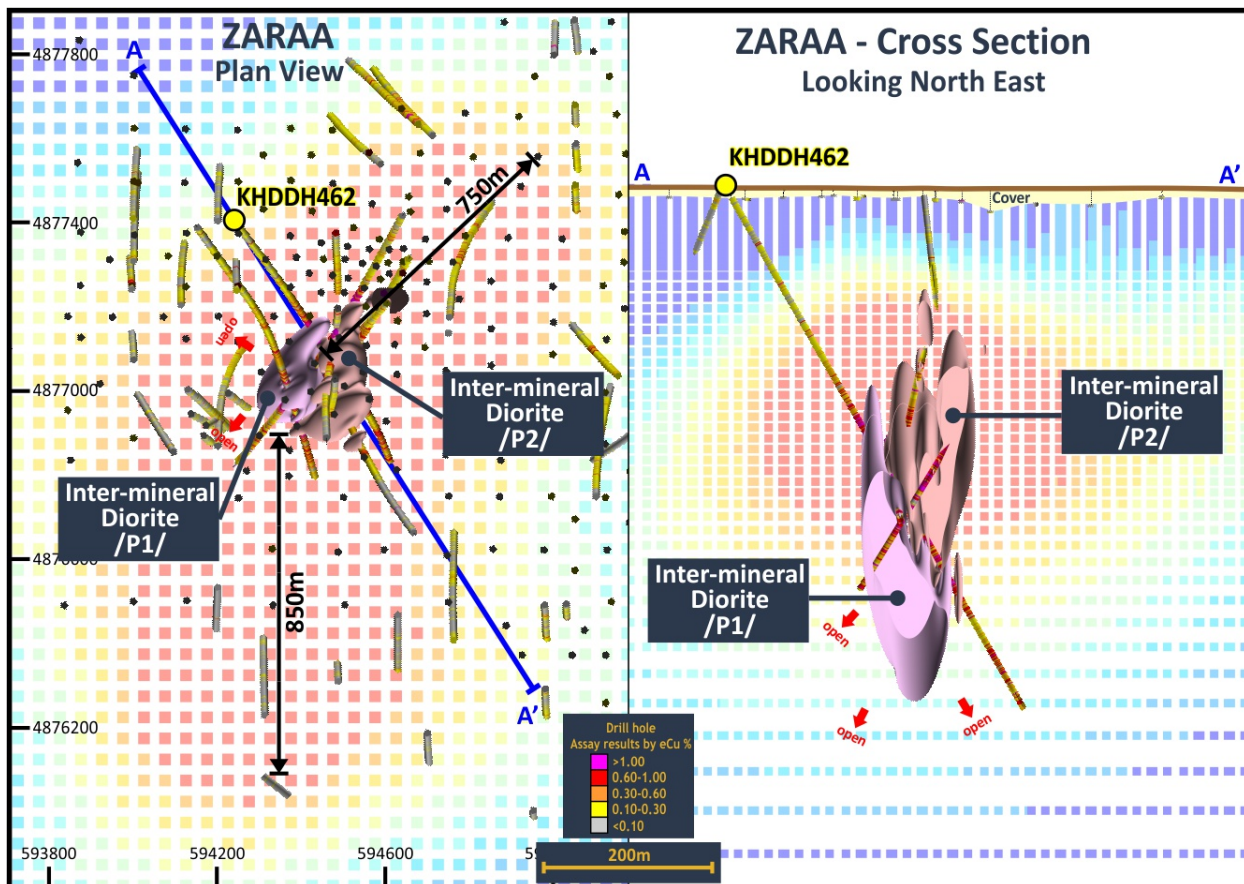 ZARAA
Plan View
4877800
A
KHDDH462
750m
4877400
open
4877000
open
Inter-mineral
Diorite
/P2/
Inter-mineral
Diorite
/P1/
850m
4876200
A'
593800
594200
594600
ZARAA - Cross Section
Looking North East
A
KHDDH462
A'
Cover
Inter-mineral
Diorite
/P2/
Inter-mineral
Diorite
/P1/
open
open
open
Drill hole
Assay results by eCu %
>1.00
0.60-1.00
0.30-0.60
0.10-0.30
<0.10
200m